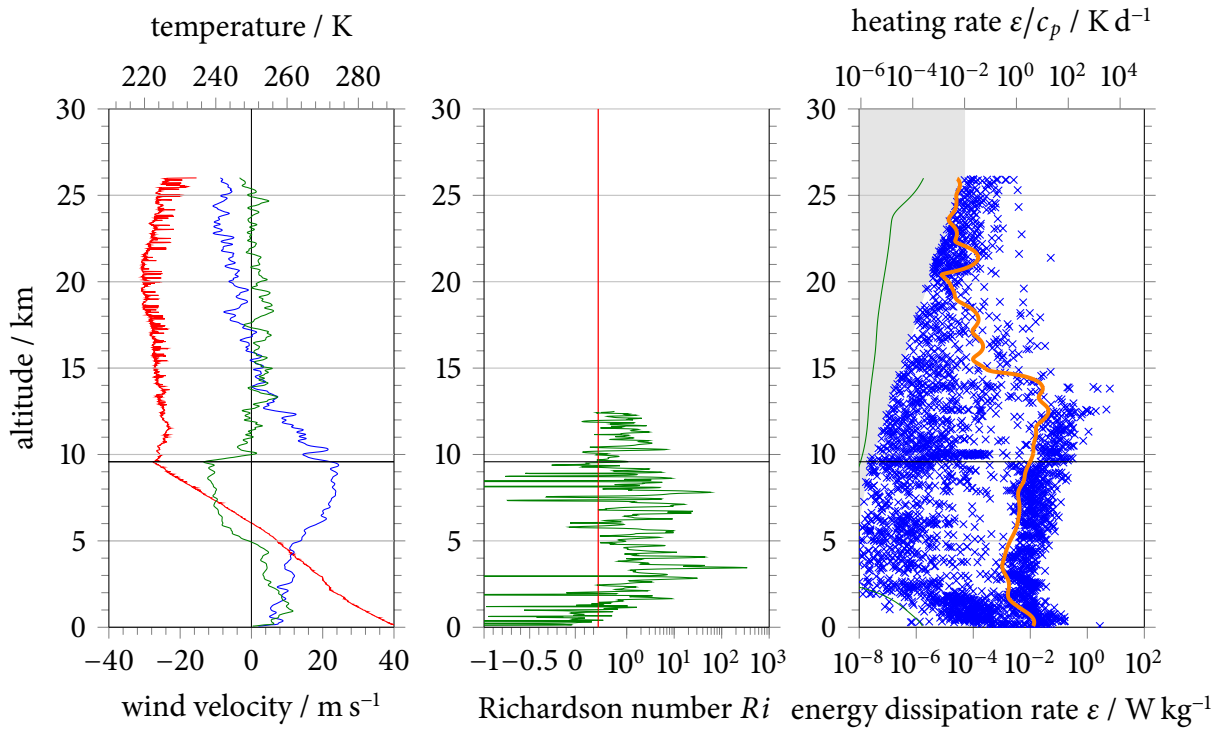 temperature / K
220 240 260 280
heating rate ε/cₚ / K d⁻¹
10⁻⁶ 10⁻⁴ 10⁻² 10⁰ 10² 10⁴
altitude / km
30
25
20
15
10
5
0
−40 −20 0 20 40
wind velocity / m s⁻¹
30
25
20
15
10
5
0
−1 −0.5 0 10⁰ 10¹ 10² 10³
Richardson number Ri
30
25
20
15
10
5
0
10⁻⁸ 10⁻⁶ 10⁻⁴ 10⁻² 10⁰ 10²
energy dissipation rate ε / W kg⁻¹